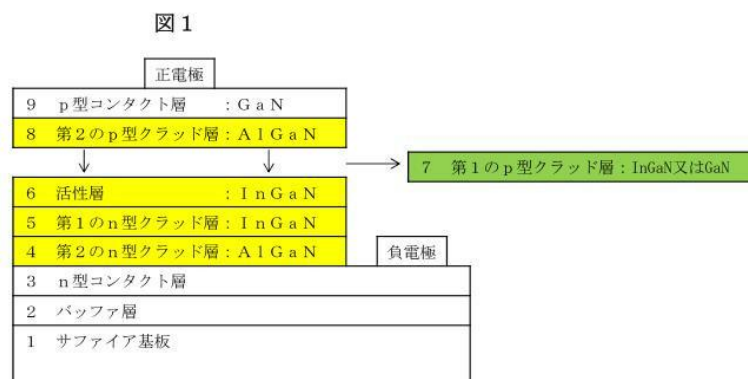 図1
正電極
9 p型コンタクト層 :GaN
8 第2のp型クラッド層:AlGaN
7 第1のp型クラッド層:InGaN又はGaN
6 活性層 :InGaN
5 第1のn型クラッド層:InGaN
4 第2のn型クラッド層:AlGaN
負電極
3 n型コンタクト層
2 バッファ層
1 サファイア基板